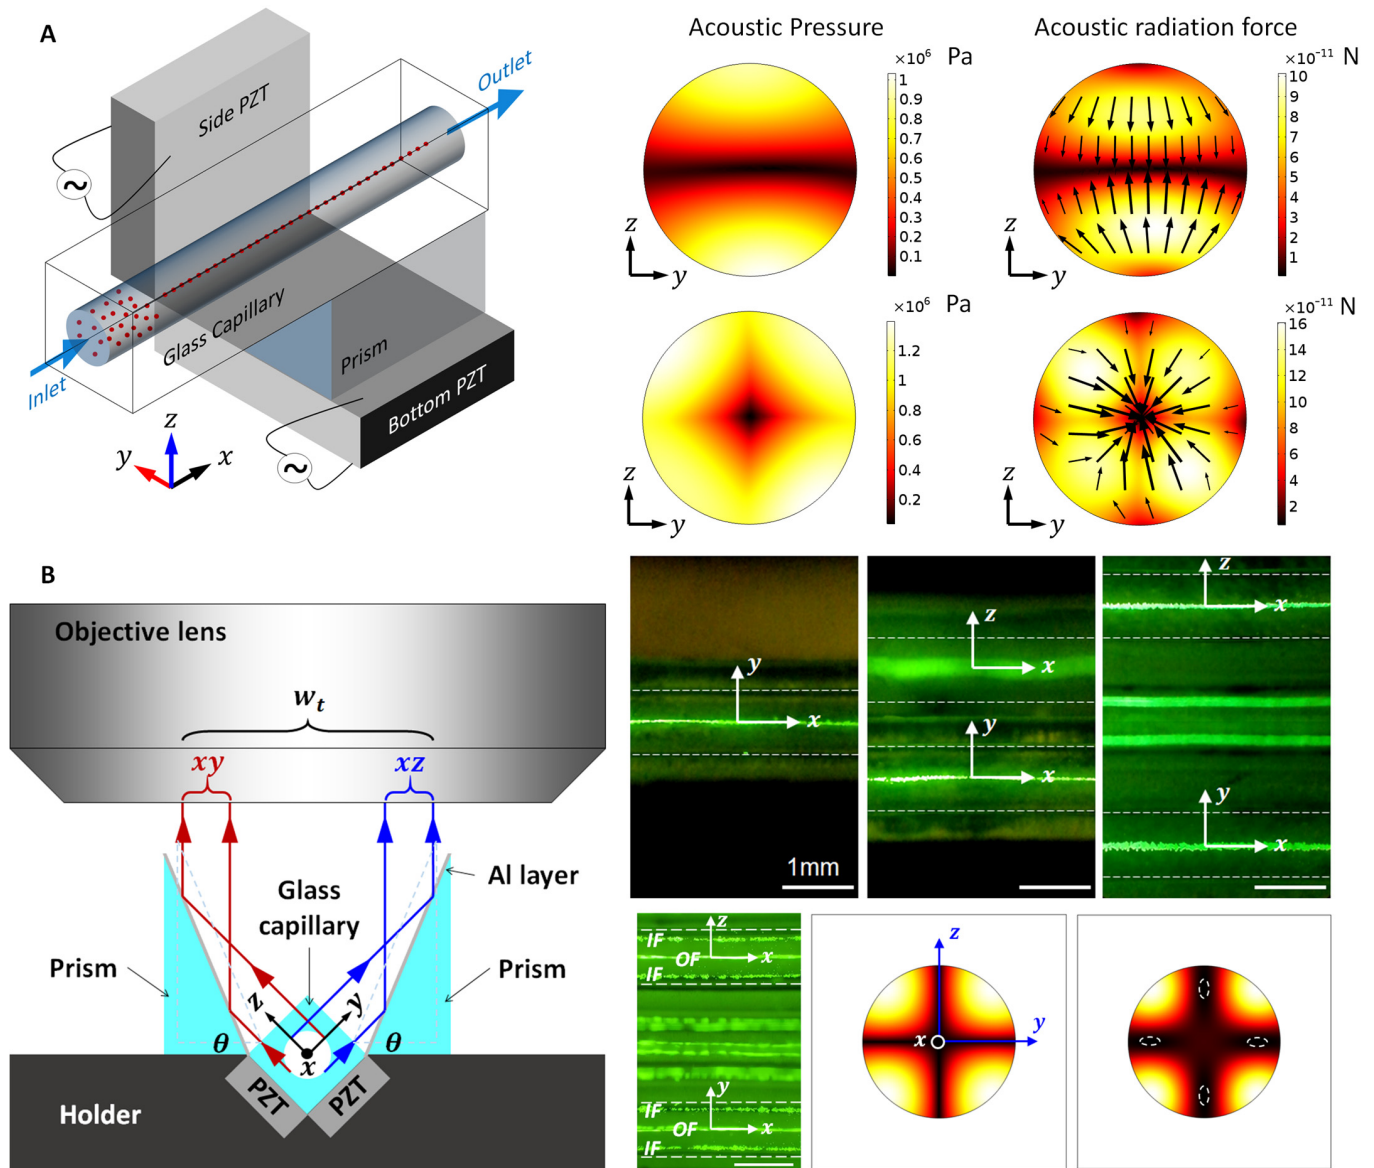 A
Side PZT
Outlet
Glass Capillary
Prism
Bottom PZT
Inlet
~
~
z
y
x
Acoustic Pressure
×10⁶ Pa
1
0.9
0.8
0.7
0.6
0.5
0.4
0.3
0.2
0.1
z
y
Acoustic radiation force
×10⁻¹¹ N
10
9
8
7
6
5
4
3
2
1
z
y
×10⁶ Pa
1.2
1
0.8
0.6
0.4
0.2
z
y
×10⁻¹¹ N
16
14
12
10
8
6
4
2
z
y
B
Objective lens
wₜ
xy
xz
Al layer
Glass
capillary
Prism
Prism
z
y
x
θ
θ
PZT
PZT
Holder
y
x
1mm
z
x
y
x
z
x
y
x
z
IF
OF
x
IF
y
IF
OF
x
IF
z
x
y